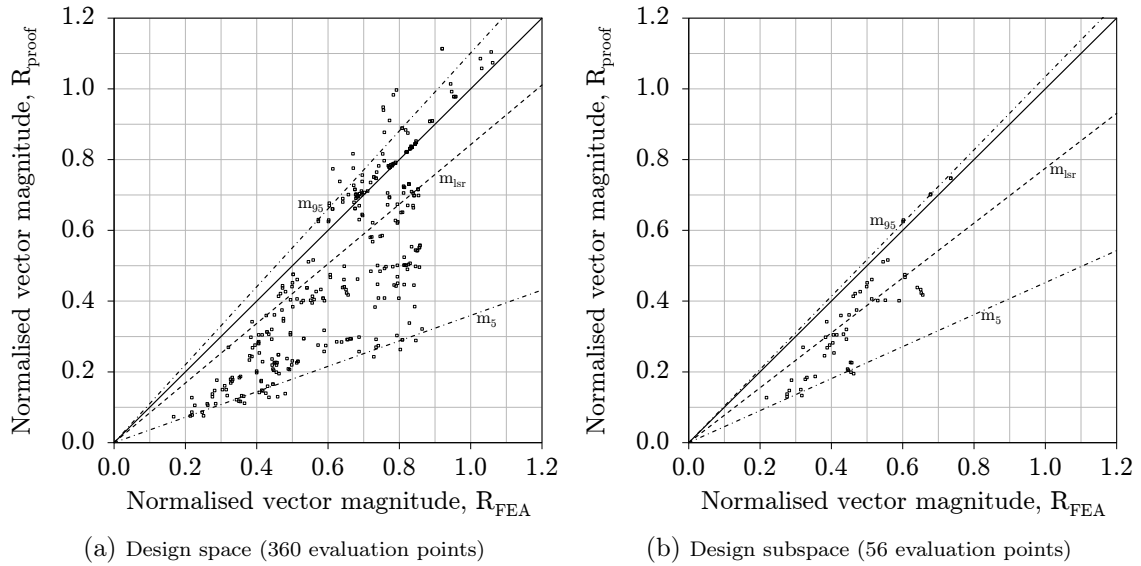 1.2
1.0
0.8
0.6
0.4
0.2
0.0
Normalised vector magnitude, R_proof
m_95
m_lsr
m_5
0.0 0.2 0.4 0.6 0.8 1.0 1.2
Normalised vector magnitude, R_FEA
(a) Design space (360 evaluation points)
1.2
1.0
0.8
0.6
0.4
0.2
0.0
Normalised vector magnitude, R_proof
m_95
m_lsr
m_5
0.0 0.2 0.4 0.6 0.8 1.0 1.2
Normalised vector magnitude, R_FEA
(b) Design subspace (56 evaluation points)